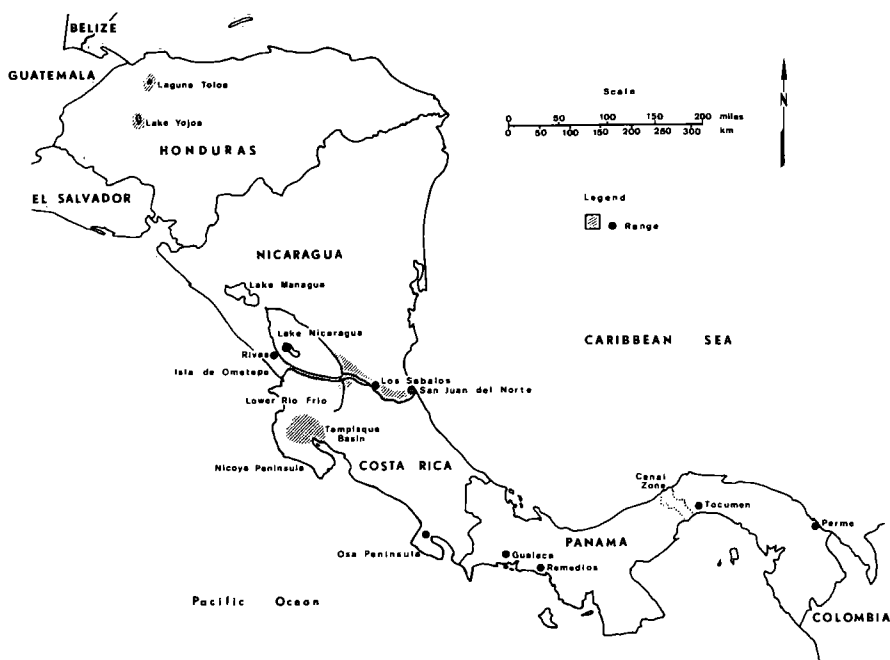 BELIZE
GUATEMALA
Laguna Tolos
Lake Yojoa
HONDURAS
EL SALVADOR
Scale
0 50 100 150 200 miles
0 50 100 150 200 260 300 km
N
Legend
Range
NICARAGUA
Lake Managua
Lake Nicaragua
Rivas
Isla de Ometepe
Los Sabalos
San Juan del Norte
Lower Rio Frio
Tempisque
Basin
Nicoya Peninsula
COSTA RICA
CARIBBEAN SEA
Canal
Zone
Tocumen
Perme
PANAMA
Osa Peninsula
Gualaca
Remedios
Pacific Ocean
COLOMBIA